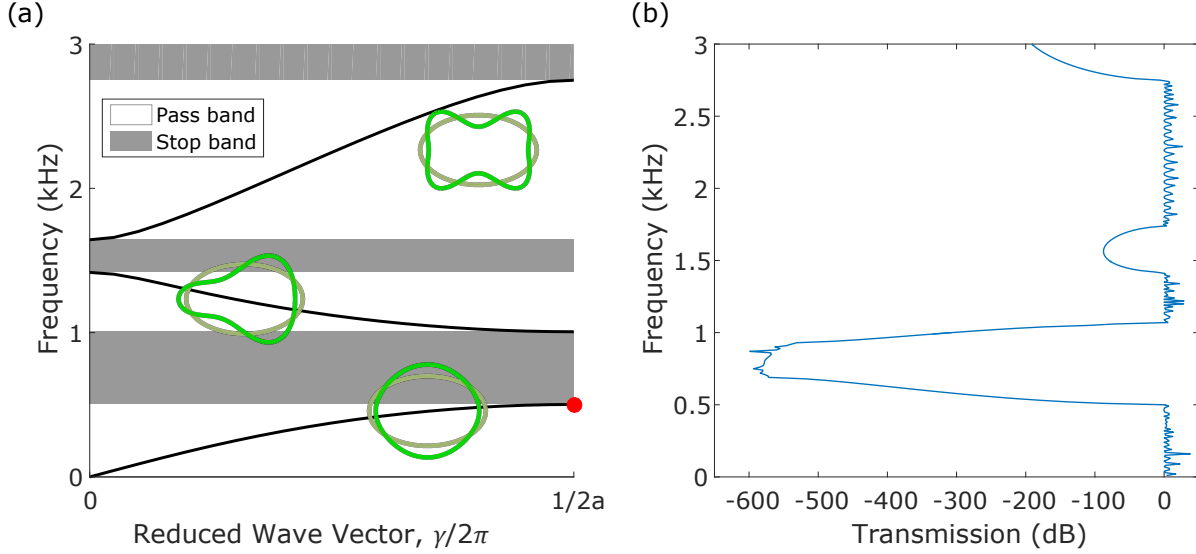 (a)
3
2
1
0
Frequency (kHz)
Pass band
Stop band
0
1/2a
Reduced Wave Vector, γ/2π
(b)
3
2.5
2
1.5
1
0.5
0
Frequency (kHz)
-600 -500 -400 -300 -200 -100 0
Transmission (dB)